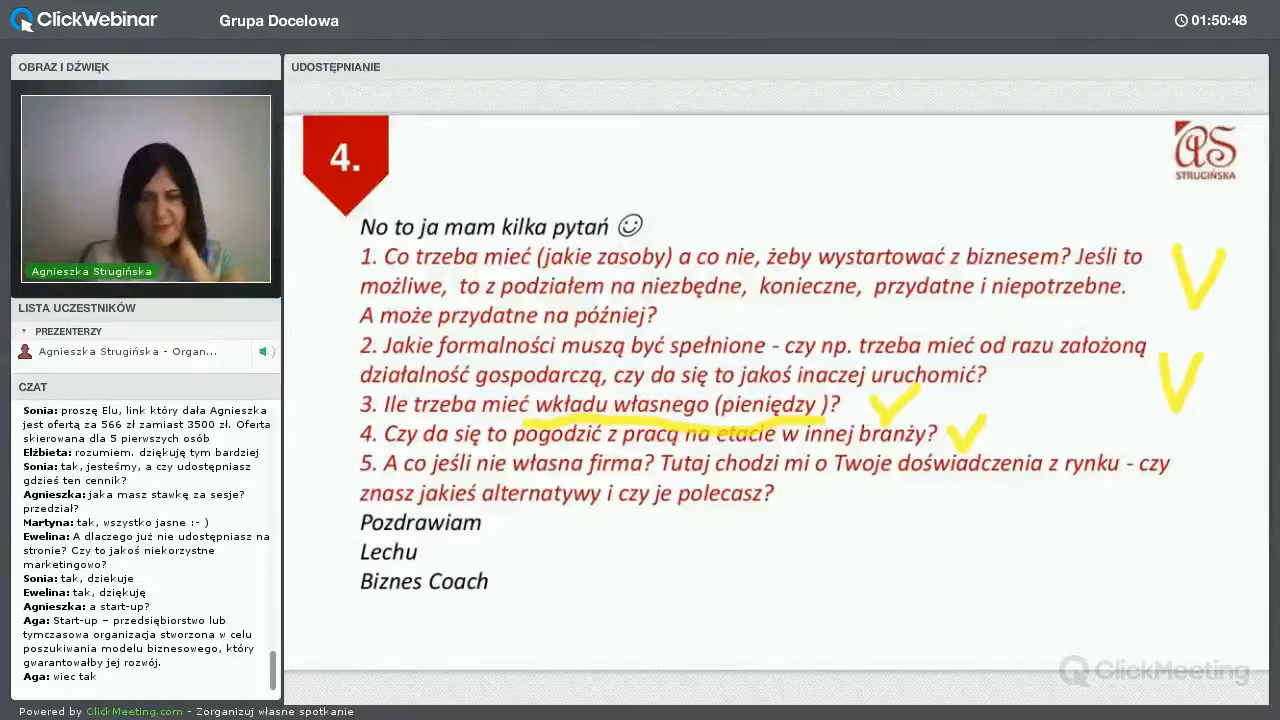 ClickWebinar
Grupa Docelowa
01:50:48
OBRAZ I DŹWIĘK
Agnieszka Strugińska
LISTA UCZESTNIKÓW
PREZENTERZY
Agnieszka Strugińska - Organ...
CZAT
Sonia: proszę Elu, link który dała Agnieszka
jest ofertą za 566 zł zamiast 3500 zł. Oferta
skierowana dla 5 pierwszych osób
Elżbieta: rozumiem. dziękuję tym bardziej
Sonia: tak, jesteśmy, a czy udostępniasz
gdzieś ten cennik?
Agnieszka: jaka masz stawkę za sesje?
przedział?
Martyna: tak, wszystko jasne :- )
Ewelina: A dlaczego już nie udostępniasz na
stronie? Czy to jakoś niekorzystne
marketingowo?
Sonia: tak, dziekuje
Ewelina: tak, dziękuję
Agnieszka: a start-up?
Aga: Start-up – przedsiębiorstwo lub
tymczasowa organizacja stworzona w celu
poszukiwania modelu biznesowego, który
gwarantowałby jej rozwój.
Aga: wiec tak
UDOSTĘPNIANIE
4.
as
STRUGIŃSKA
No to ja mam kilka pytań ☺
1. Co trzeba mieć (jakie zasoby) a co nie, żeby wystartować z biznesem? Jeśli to
możliwe, to z podziałem na niezbędne, konieczne, przydatne i niepotrzebne.
A może przydatne na później?
2. Jakie formalności muszą być spełnione - czy np. trzeba mieć od razu założoną
działalność gospodarczą, czy da się to jakoś inaczej uruchomić?
3. Ile trzeba mieć wkładu własnego (pieniędzy )?
4. Czy da się to pogodzić z pracą na etacie w innej branży?
5. A co jeśli nie własna firma? Tutaj chodzi mi o Twoje doświadczenia z rynku - czy
znasz jakieś alternatywy i czy je polecasz?
Pozdrawiam
Lechu
Biznes Coach
ClickMeeting
Powered by ClickMeeting.com - Zorganizuj własne spotkanie